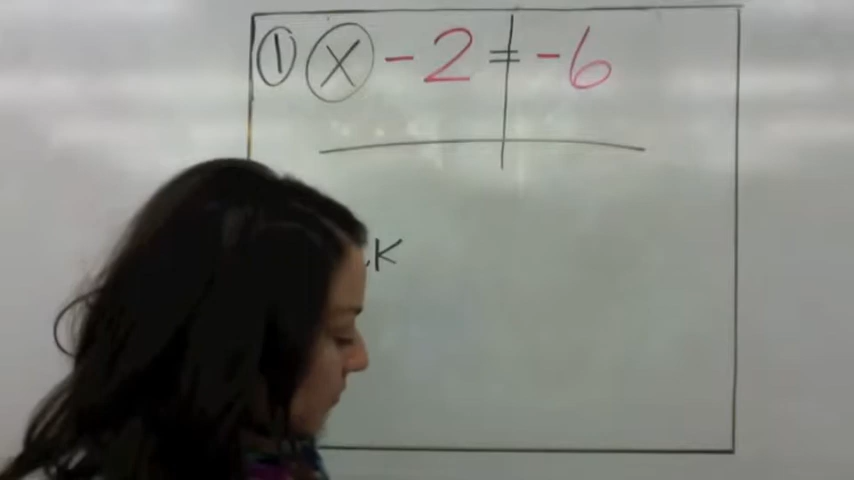 ① x - 2 = -6
K